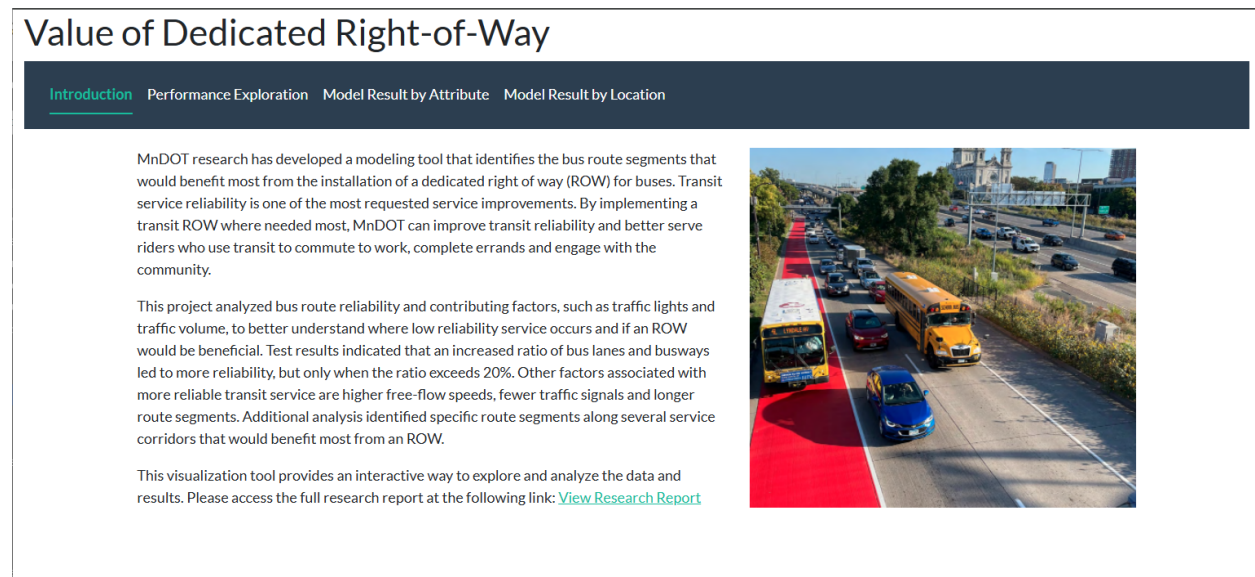 Value of Dedicated Right-of-Way
Introduction Performance Exploration Model Result by Attribute Model Result by Location
MnDOT research has developed a modeling tool that identifies the bus route segments that
would benefit most from the installation of a dedicated right of way (ROW) for buses. Transit
service reliability is one of the most requested service improvements. By implementing a
transit ROW where needed most, MnDOT can improve transit reliability and better serve
riders who use transit to commute to work, complete errands and engage with the
community.
This project analyzed bus route reliability and contributing factors, such as traffic lights and
traffic volume, to better understand where low reliability service occurs and if an ROW
would be beneficial. Test results indicated that an increased ratio of bus lanes and busways
led to more reliability, but only when the ratio exceeds 20%. Other factors associated with
more reliable transit service are higher free-flow speeds, fewer traffic signals and longer
route segments. Additional analysis identified specific route segments along several service
corridors that would benefit most from an ROW.
This visualization tool provides an interactive way to explore and analyze the data and
results. Please access the full research report at the following link: View Research Report
SCHOOL BUS